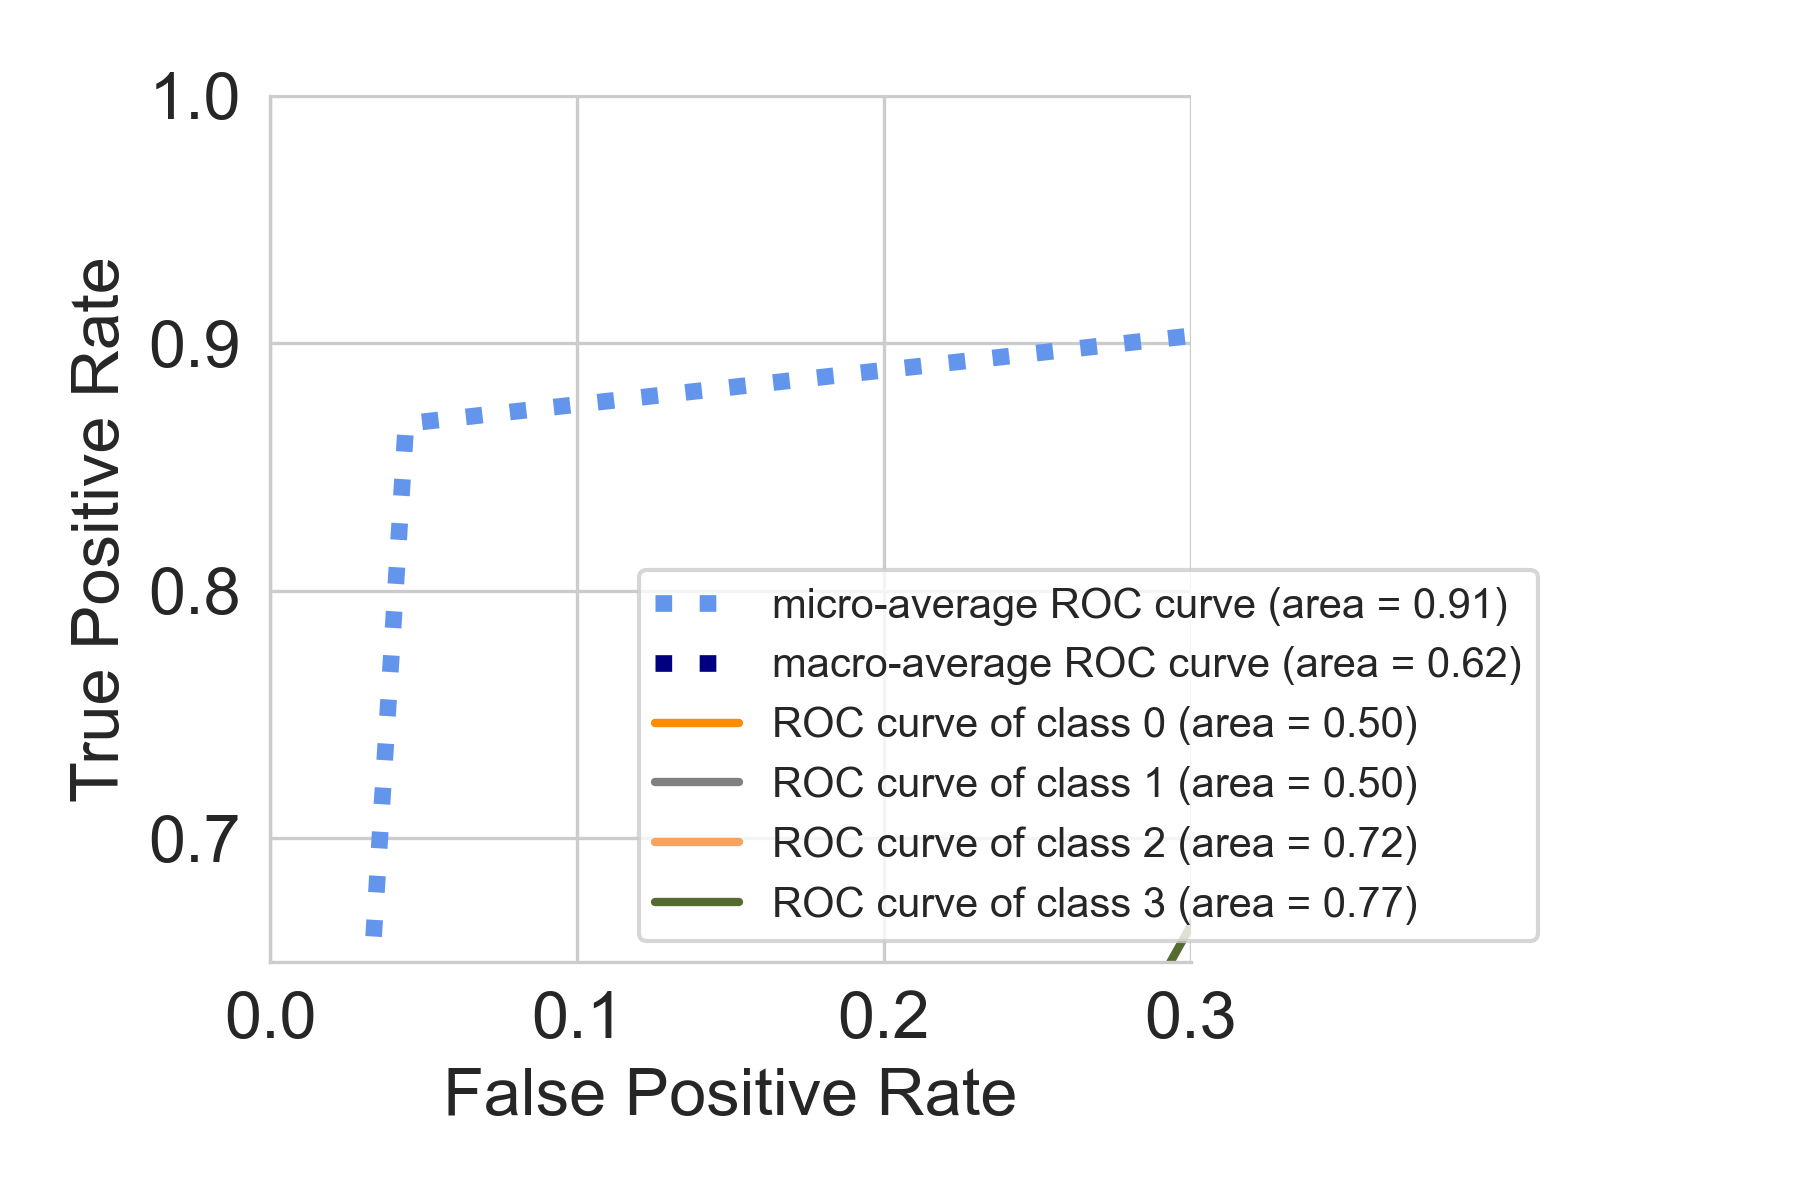 1.0
0.9
0.8
0.7
True Positive Rate
micro-average ROC curve (area = 0.91)
macro-average ROC curve (area = 0.62)
ROC curve of class 0 (area = 0.50)
ROC curve of class 1 (area = 0.50)
ROC curve of class 2 (area = 0.72)
ROC curve of class 3 (area = 0.77)
0.0 0.1 0.2 0.3
False Positive Rate